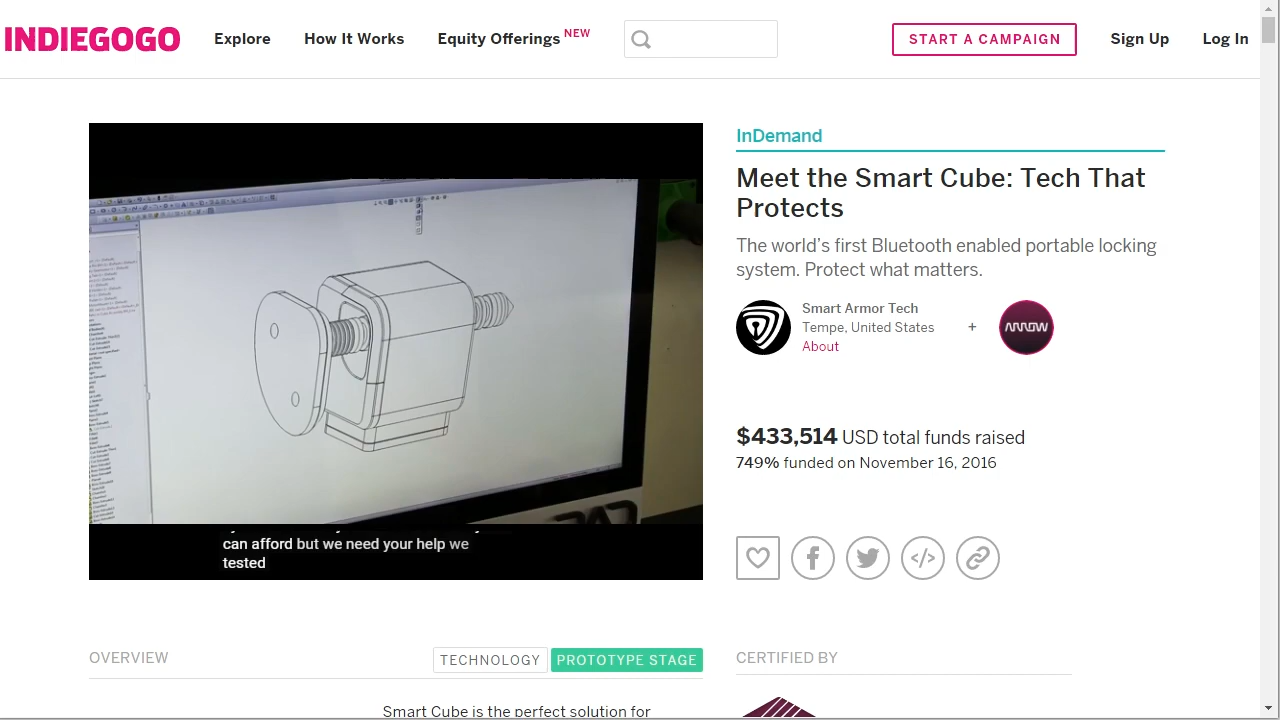 INDIEGOGO
Explore
How It Works
Equity Offerings NEW
START A CAMPAIGN
Sign Up
Log In
InDemand
Meet the Smart Cube: Tech That
Protects
The world's first Bluetooth enabled portable locking
system. Protect what matters.
Smart Armor Tech
Tempe, United States
+
ARROW
About
$433,514 USD total funds raised
749% funded on November 16, 2016
can afford but we need your help we
tested
OVERVIEW
TECHNOLOGY
PROTOTYPE STAGE
CERTIFIED BY
Smart Cube is the perfect solution for